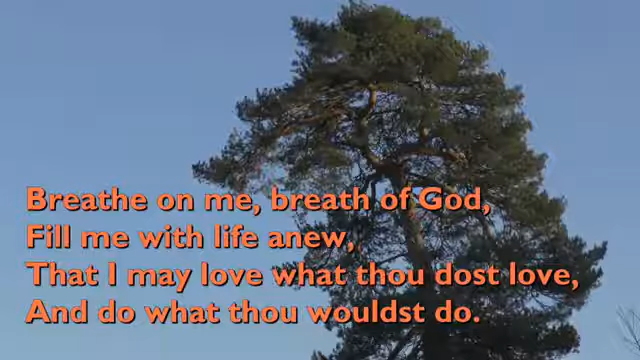 Breathe on me, breath of God,
Fill me with life anew,
That I may love what thou dost love,
And do what thou wouldst do.